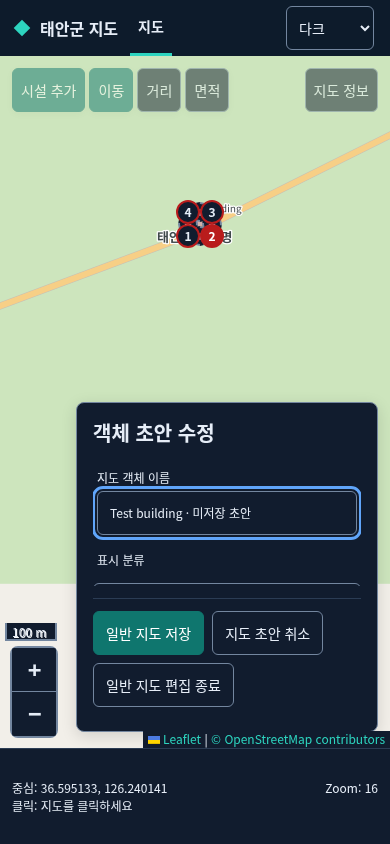 태안군 지도
지도
다크
시설 추가
이동
거리
면적
지도 정보
4
3
ding
태안
1
2
명
객체 초안 수정
지도 객체 이름
Test building · 미저장 초안
표시 분류
일반 지도 저장
지도 초안 취소
일반 지도 편집 종료
100 m
+
−
Leaflet | © OpenStreetMap contributors
중심: 36.595133, 126.240141
Zoom: 16
클릭: 지도를 클릭하세요